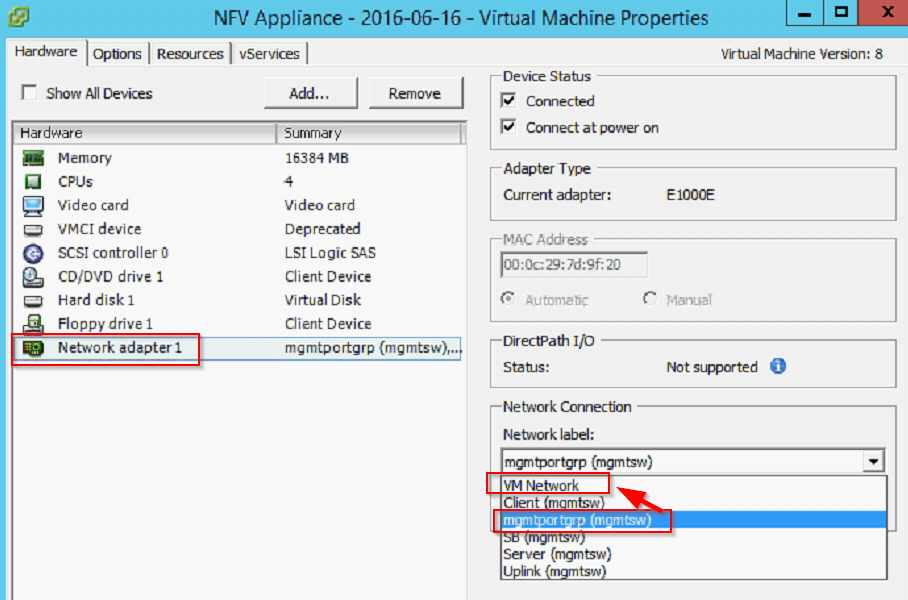 NFV Appliance - 2016-06-16 - Virtual Machine Properties
Hardware Options Resources vServices Virtual Machine Version: 8
Show All Devices Add... Remove
Hardware Summary
Memory 16384 MB
CPUs 4
Video card Video card
VMCI device Deprecated
SCSI controller 0 LSI Logic SAS
CD/DVD drive 1 Client Device
Hard disk 1 Virtual Disk
Floppy drive 1 Client Device
Network adapter 1 mgmtportgrp (mgmtsw),...
Device Status
Connected
Connect at power on
Adapter Type
Current adapter: E1000E
MAC Address
00:0c:29:7d:9f:20
Automatic Manual
DirectPath I/O
Status: Not supported
Network Connection
Network label:
mgmtportgrp (mgmtsw)
VM Network
Client (mgmtsw)
mgmtportgrp (mgmtsw)
SB (mgmtsw)
Server (mgmtsw)
Uplink (mgmtsw)